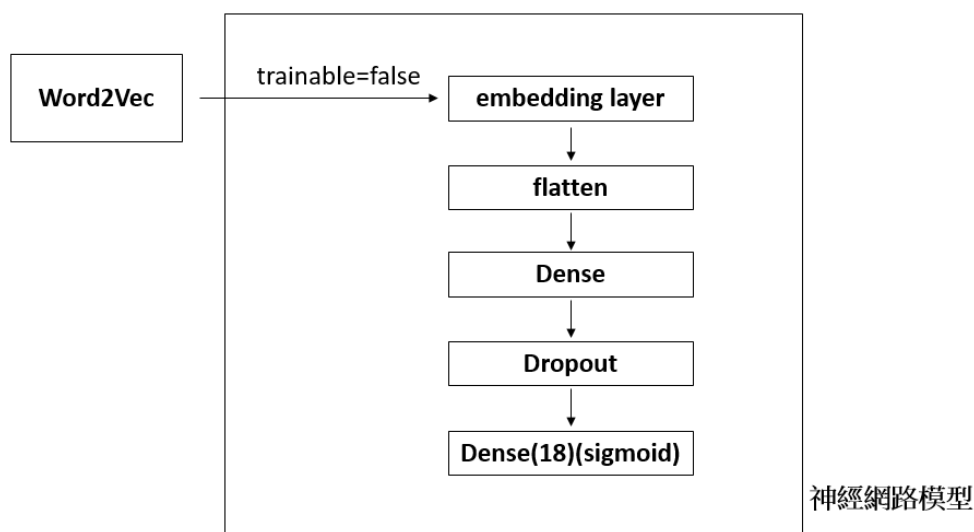 Word2Vec
trainable=false
embedding layer
flatten
Dense
Dropout
Dense(18)(sigmoid)
神經網路模型